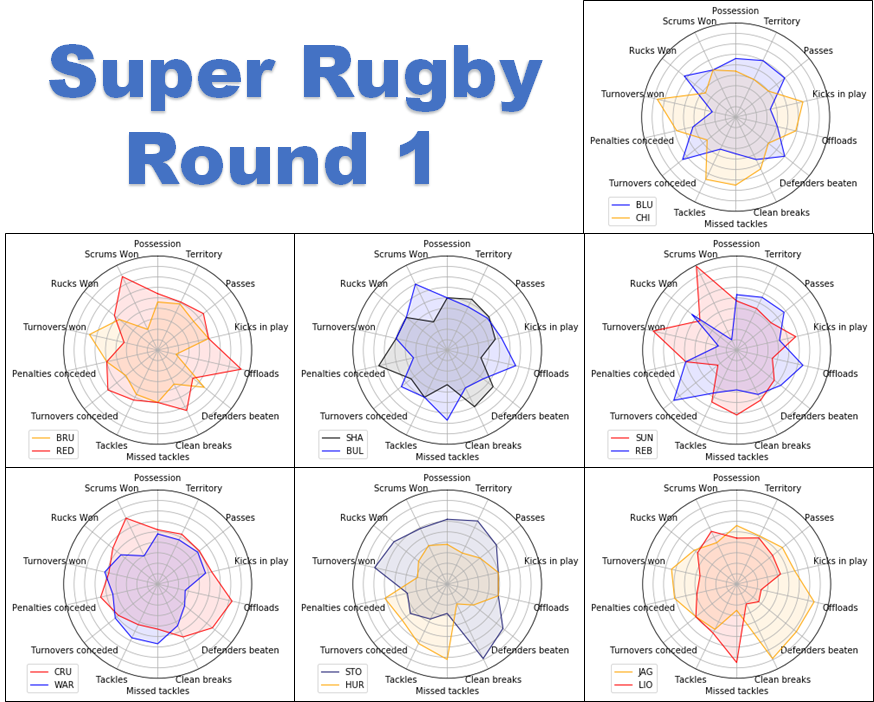 Super Rugby
Round 1
Possession
Scrums Won
Territory
Rucks Won
Passes
Turnovers won
Kicks in play
Penalties conceded
Offloads
Turnovers conceded
Defenders beaten
Tackles
Clean breaks
Missed tackles
BLU
CHI
Possession
Scrums Won
Territory
Rucks Won
Passes
Turnovers won
Kicks in play
Penalties conceded
Offloads
Turnovers conceded
Defenders beaten
Tackles
Clean breaks
Missed tackles
BRU
RED
Possession
Scrums Won
Territory
Rucks Won
Passes
Turnovers won
Kicks in play
Penalties conceded
Offloads
Turnovers conceded
Defenders beaten
Tackles
Clean breaks
Missed tackles
SHA
BUL
Possession
Scrums Won
Territory
Rucks Won
Passes
Turnovers won
Kicks in play
Penalties conceded
Offloads
Turnovers conceded
Defenders beaten
Tackles
Clean breaks
Missed tackles
SUN
REB
Possession
Scrums Won
Territory
Rucks Won
Passes
Turnovers won
Kicks in play
Penalties conceded
Offloads
Turnovers conceded
Defenders beaten
Tackles
Clean breaks
Missed tackles
CRU
WAR
Possession
Scrums Won
Territory
Rucks Won
Passes
Turnovers won
Kicks in play
Penalties conceded
Offloads
Turnovers conceded
Defenders beaten
Tackles
Clean breaks
Missed tackles
STO
HUR
Possession
Scrums Won
Territory
Rucks Won
Passes
Turnovers won
Kicks in play
Penalties conceded
Offloads
Turnovers conceded
Defenders beaten
Tackles
Clean breaks
Missed tackles
JAG
LIO